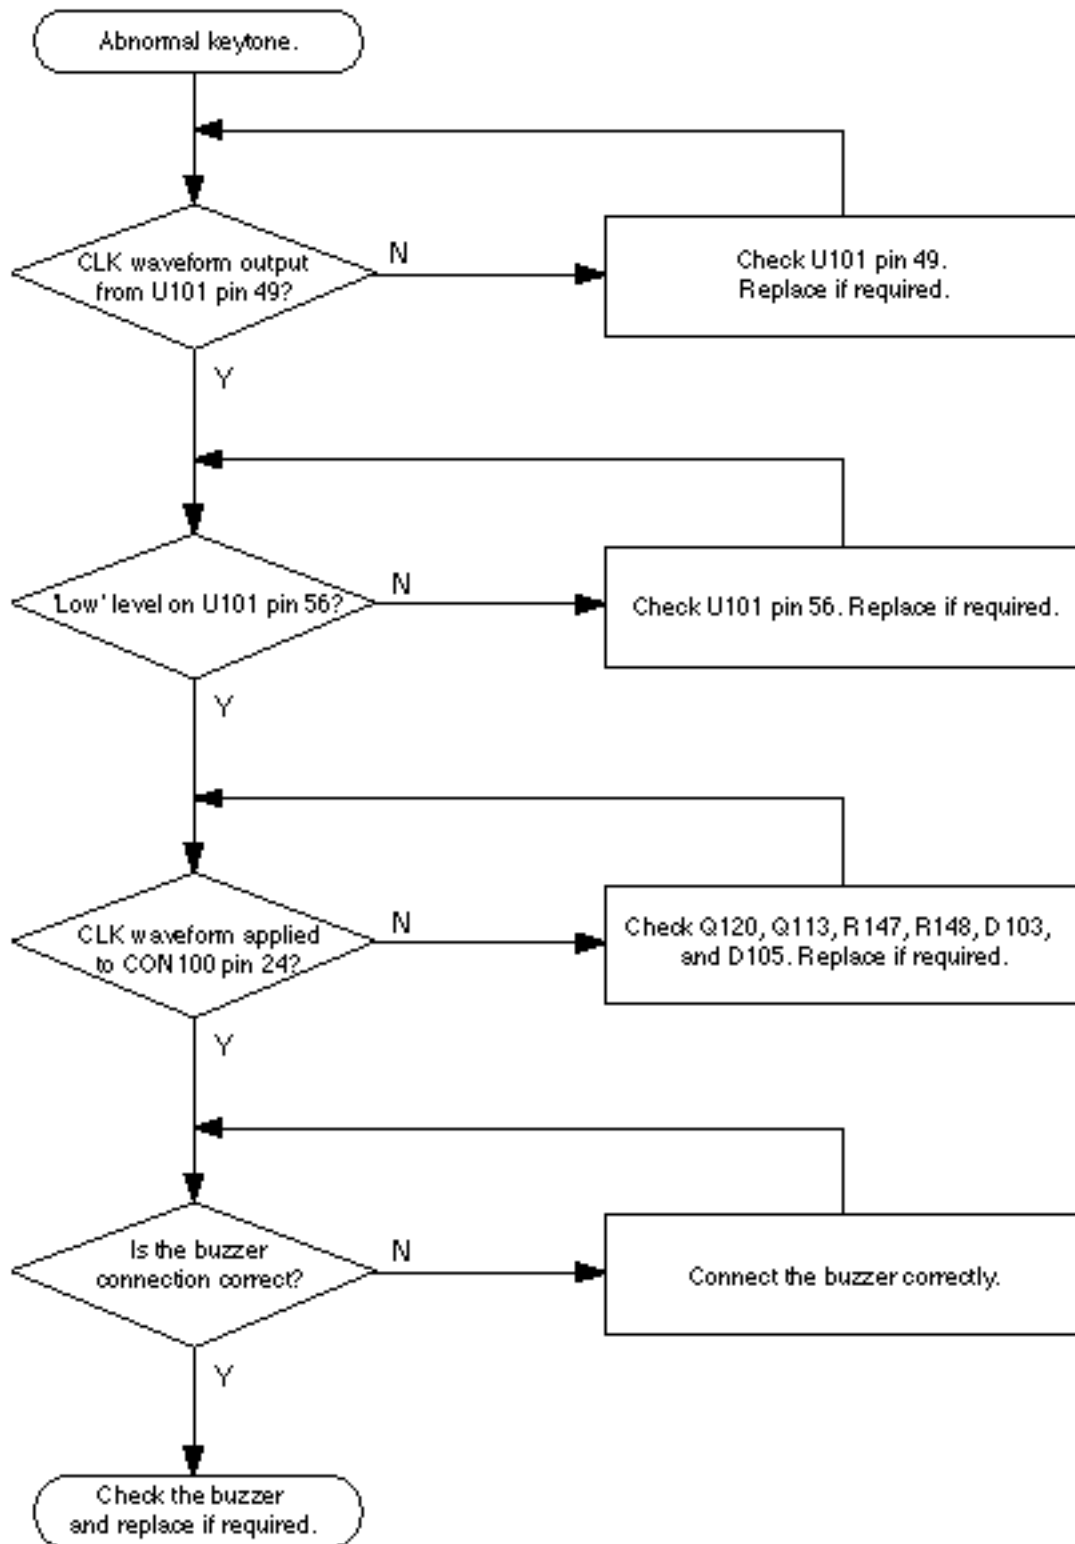 Abnormal keytone.
CLK waveform output
from U101 pin 49?
N
Check U101 pin 49.
Replace if required.
Y
'Low' level on U101 pin 56?
N
Check U101 pin 56. Replace if required.
Y
CLK waveform applied
to CON100 pin 24?
N
Check Q120, Q113, R147, R148, D103,
and D105. Replace if required.
Y
Is the buzzer
connection correct?
N
Connect the buzzer correctly.
Y
Check the buzzer
and replace if required.